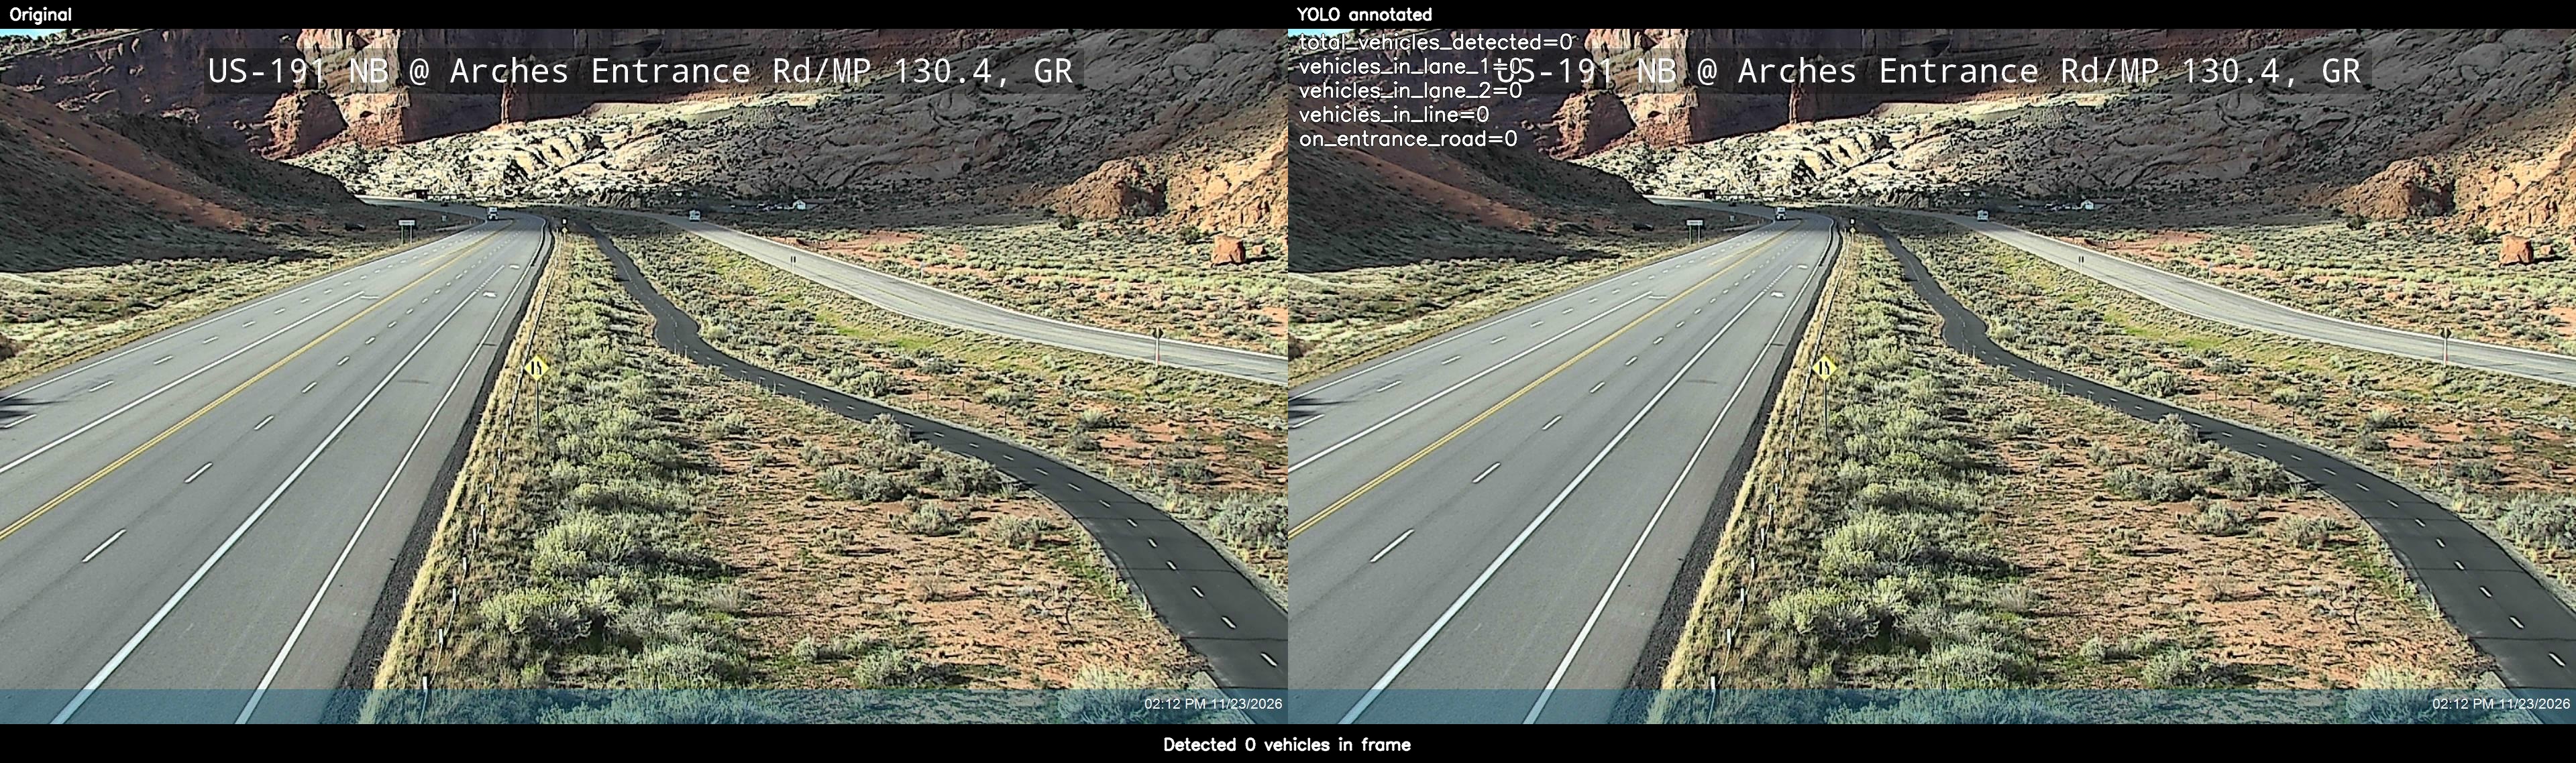 Original
US-191 NB @ Arches Entrance Rd/MP 130.4, GR
02:12 PM 11/23/2026
YOLO annotated
total_vehicles_detected=0
vehicles_in_lane_1=0
US-191 NB @ Arches Entrance Rd/MP 130.4, GR
vehicles_in_lane_2=0
vehicles_in_line=0
on_entrance_road=0
02:12 PM 11/23/2026
Detected 0 vehicles in frame